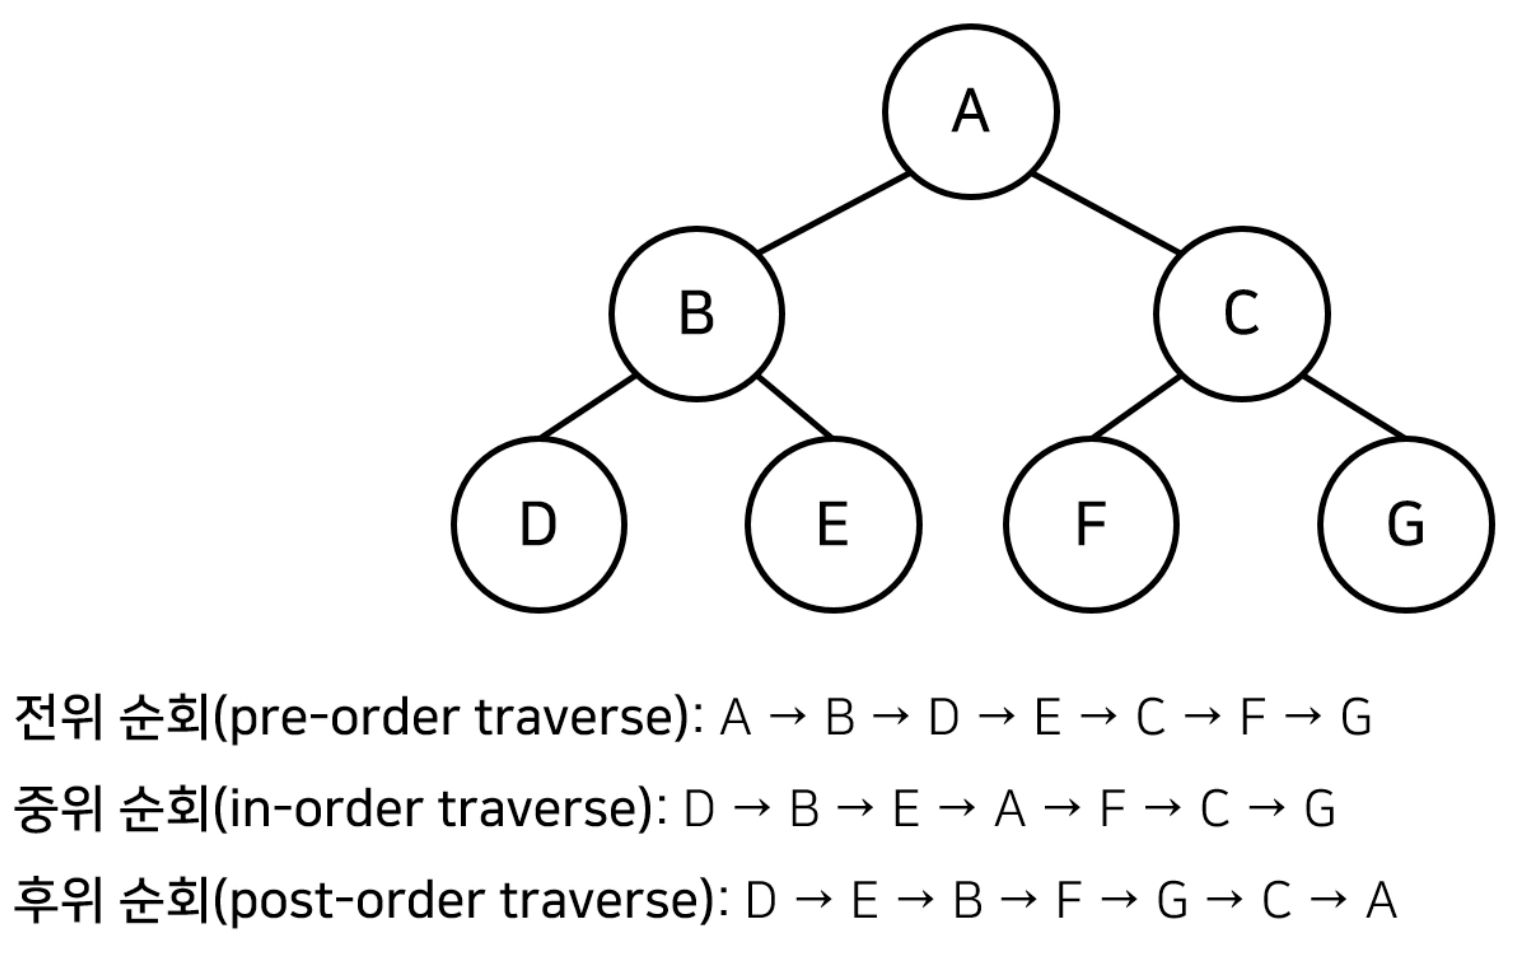 A
B
C
D
E
F
G
전위 순회(pre-order traverse): A → B → D → E → C → F → G
중위 순회(in-order traverse): D → B → E → A → F → C → G
후위 순회(post-order traverse): D → E → B → F → G → C → A